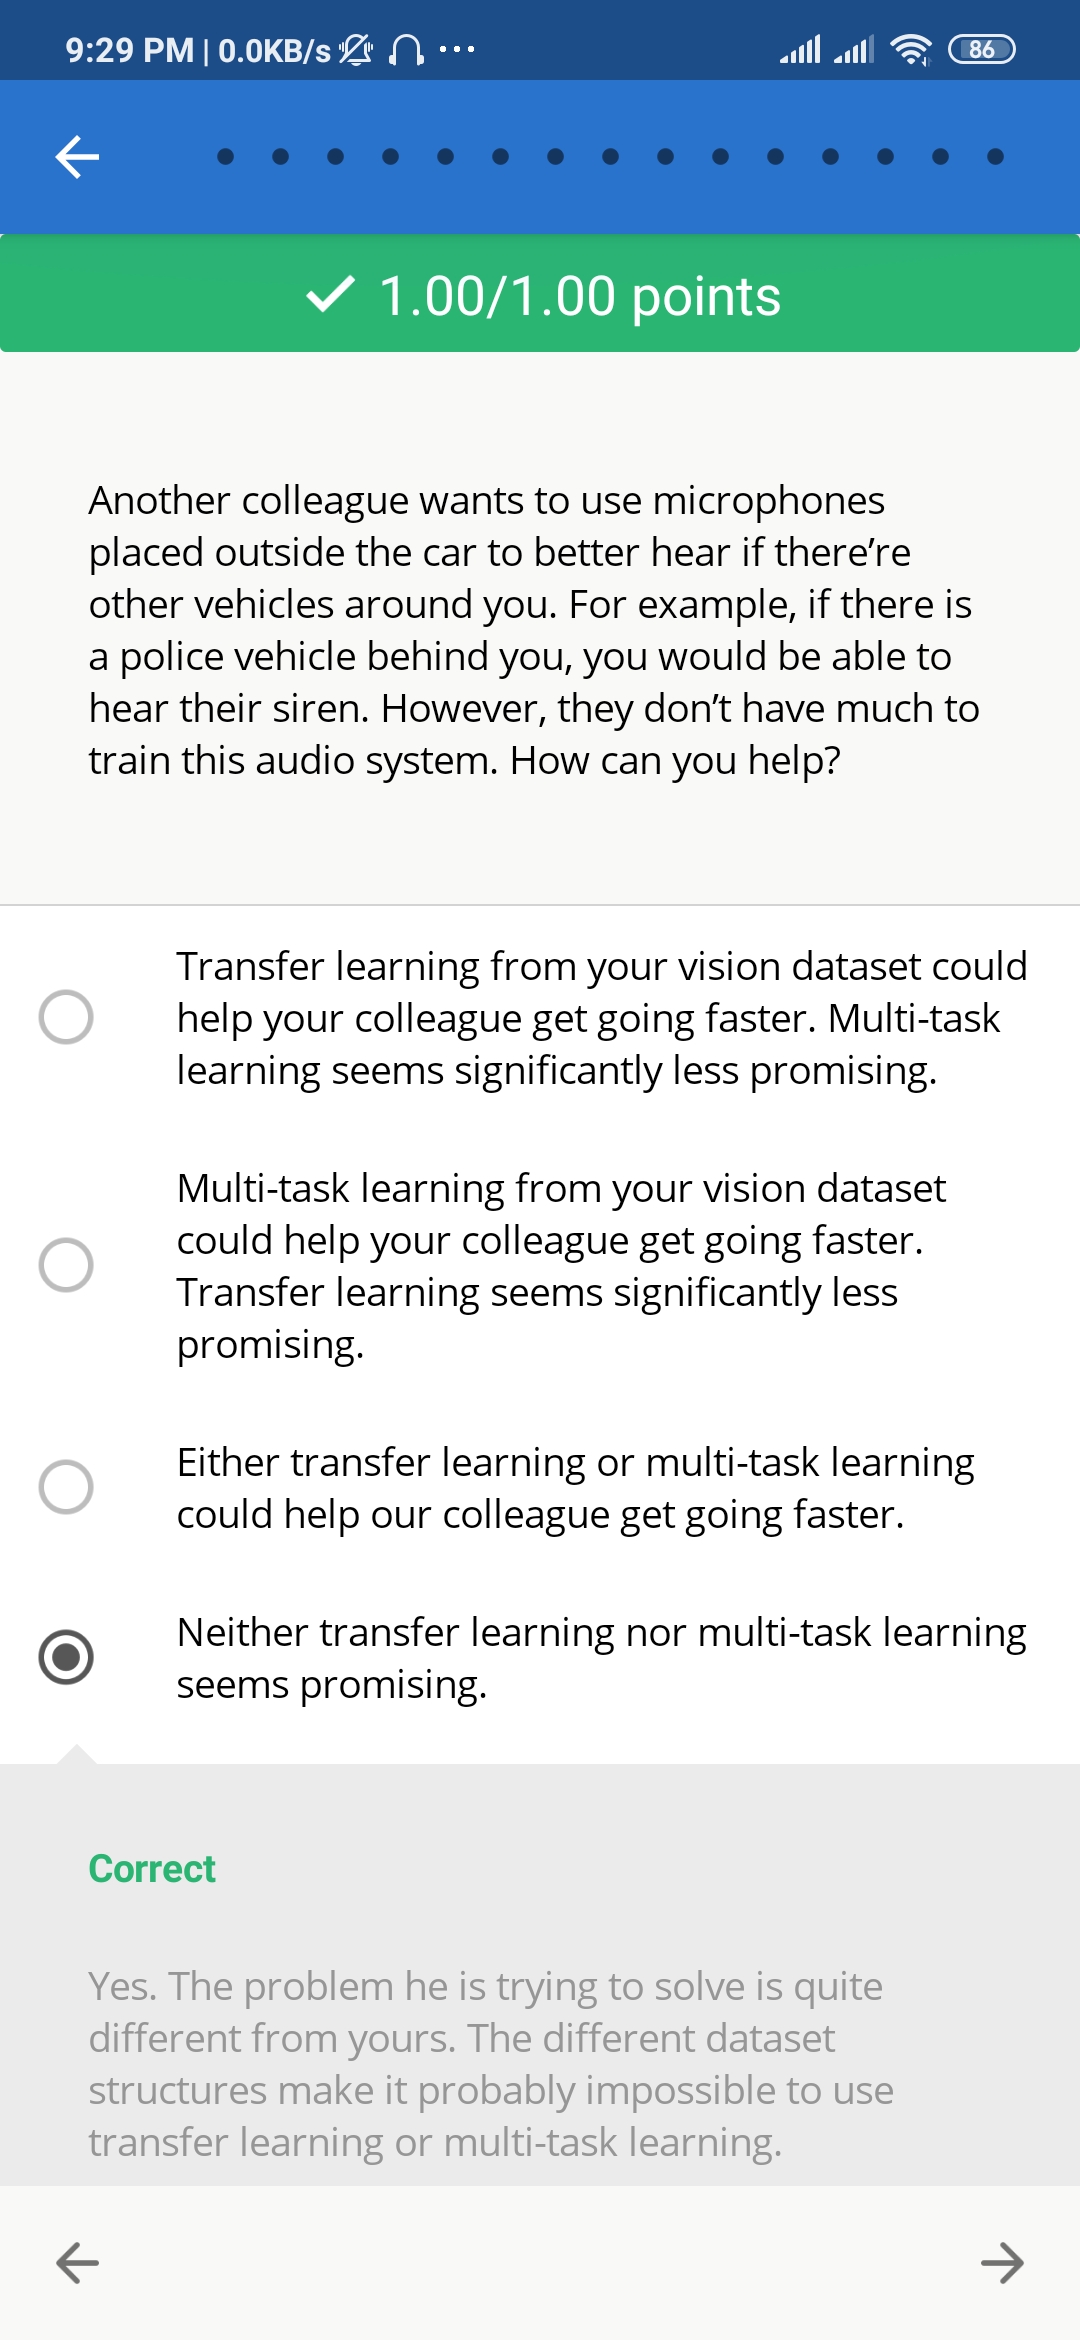 9:29 PM | 0.0KB/s ... 86
1.00/1.00 points
Another colleague wants to use microphones
placed outside the car to better hear if there’re
other vehicles around you. For example, if there is
a police vehicle behind you, you would be able to
hear their siren. However, they don’t have much to
train this audio system. How can you help?
Transfer learning from your vision dataset could
help your colleague get going faster. Multi-task
learning seems significantly less promising.
Multi-task learning from your vision dataset
could help your colleague get going faster.
Transfer learning seems significantly less
promising.
Either transfer learning or multi-task learning
could help our colleague get going faster.
Neither transfer learning nor multi-task learning
seems promising.
Correct
Yes. The problem he is trying to solve is quite
different from yours. The different dataset
structures make it probably impossible to use
transfer learning or multi-task learning.